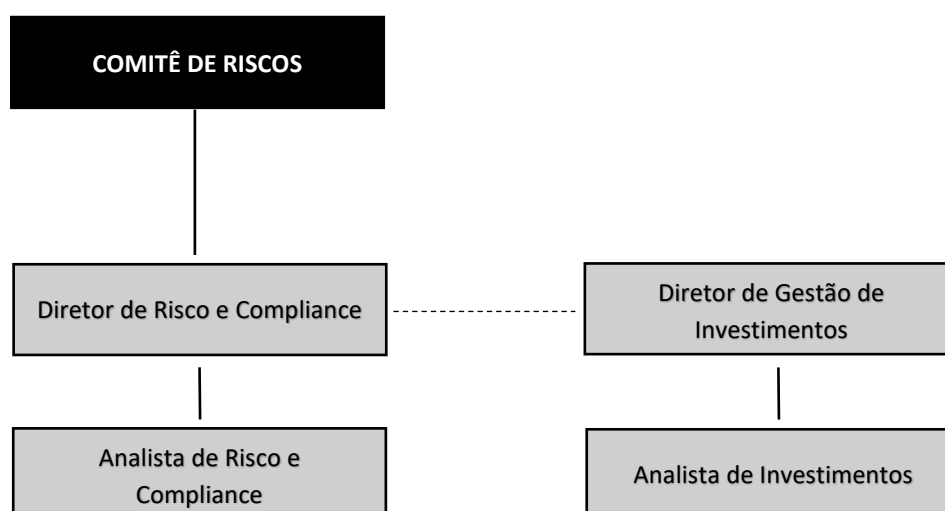 COMITÊ DE RISCOS
Diretor de Risco e Compliance
Diretor de Gestão de
Investimentos
Analista de Risco e
Compliance
Analista de Investimentos